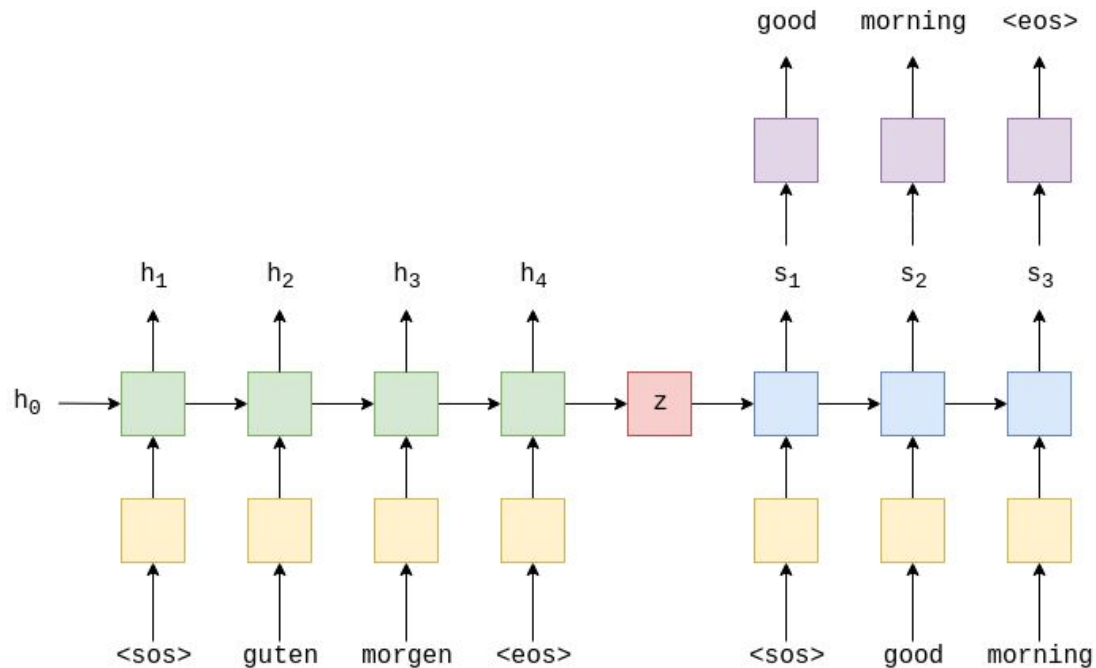 good morning <eos>
h₁ h₂ h₃ h₄ s₁ s₂ s₃
h₀ z
<sos> guten morgen <eos> <sos> good morning